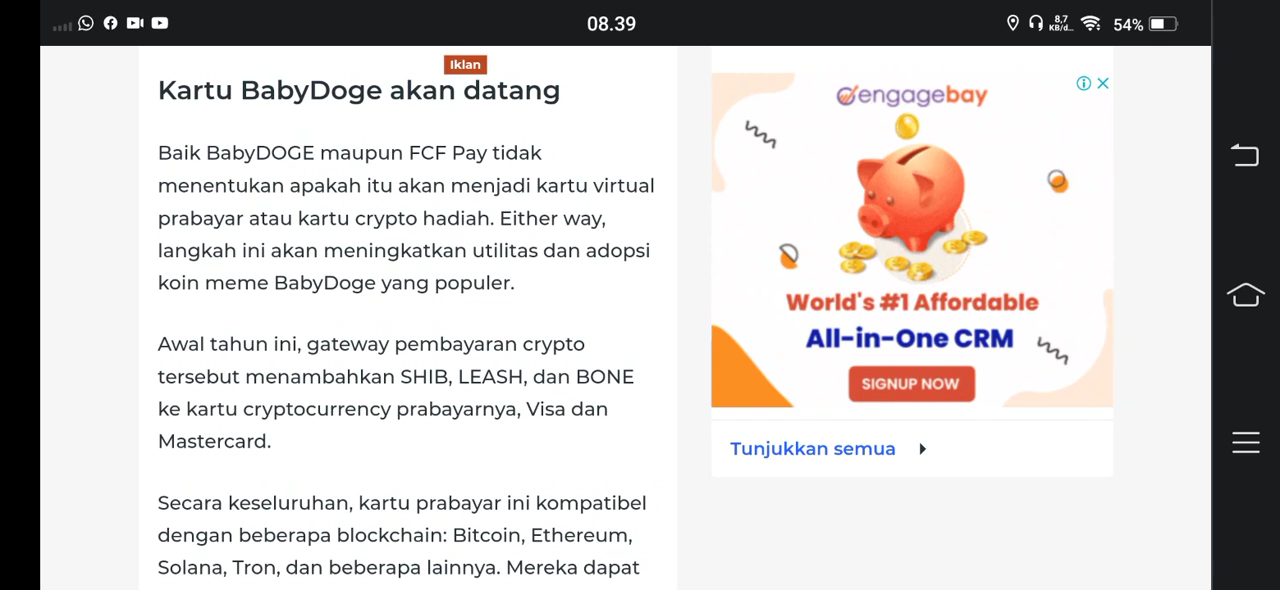 08.39
8,7
KB/d...
54%
Iklan
Kartu BabyDoge akan datang
Baik BabyDOGE maupun FCF Pay tidak
menentukan apakah itu akan menjadi kartu virtual
prabayar atau kartu crypto hadiah. Either way,
langkah ini akan meningkatkan utilitas dan adopsi
koin meme BabyDoge yang populer.
Awal tahun ini, gateway pembayaran crypto
tersebut menambahkan SHIB, LEASH, dan BONE
ke kartu cryptocurrency prabayarnya, Visa dan
Mastercard.
Secara keseluruhan, kartu prabayar ini kompatibel
dengan beberapa blockchain: Bitcoin, Ethereum,
Solana, Tron, dan beberapa lainnya. Mereka dapat
engagebay
World's #1 Affordable
All-in-One CRM
SIGNUP NOW
Tunjukkan semua